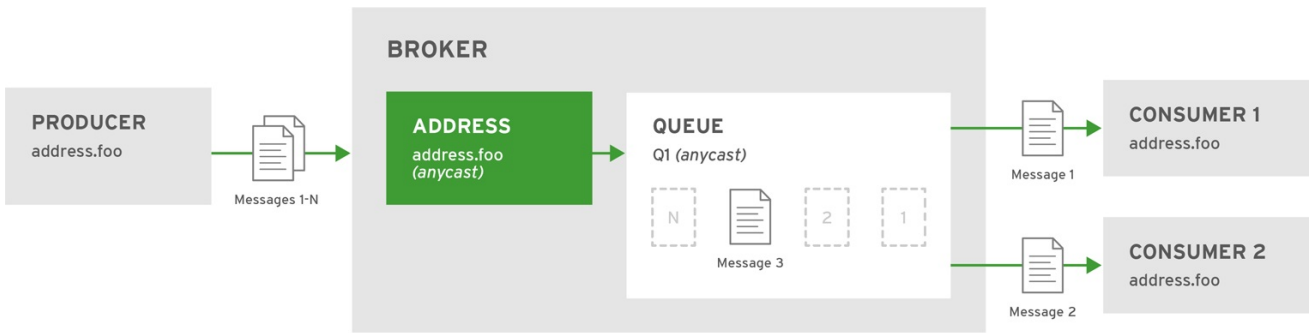 BROKER
PRODUCER
address.foo
Messages 1-N
ADDRESS
address.foo
(anycast)
QUEUE
Q1 (anycast)
N
2
1
Message 3
Message 1
CONSUMER 1
address.foo
Message 2
CONSUMER 2
address.foo